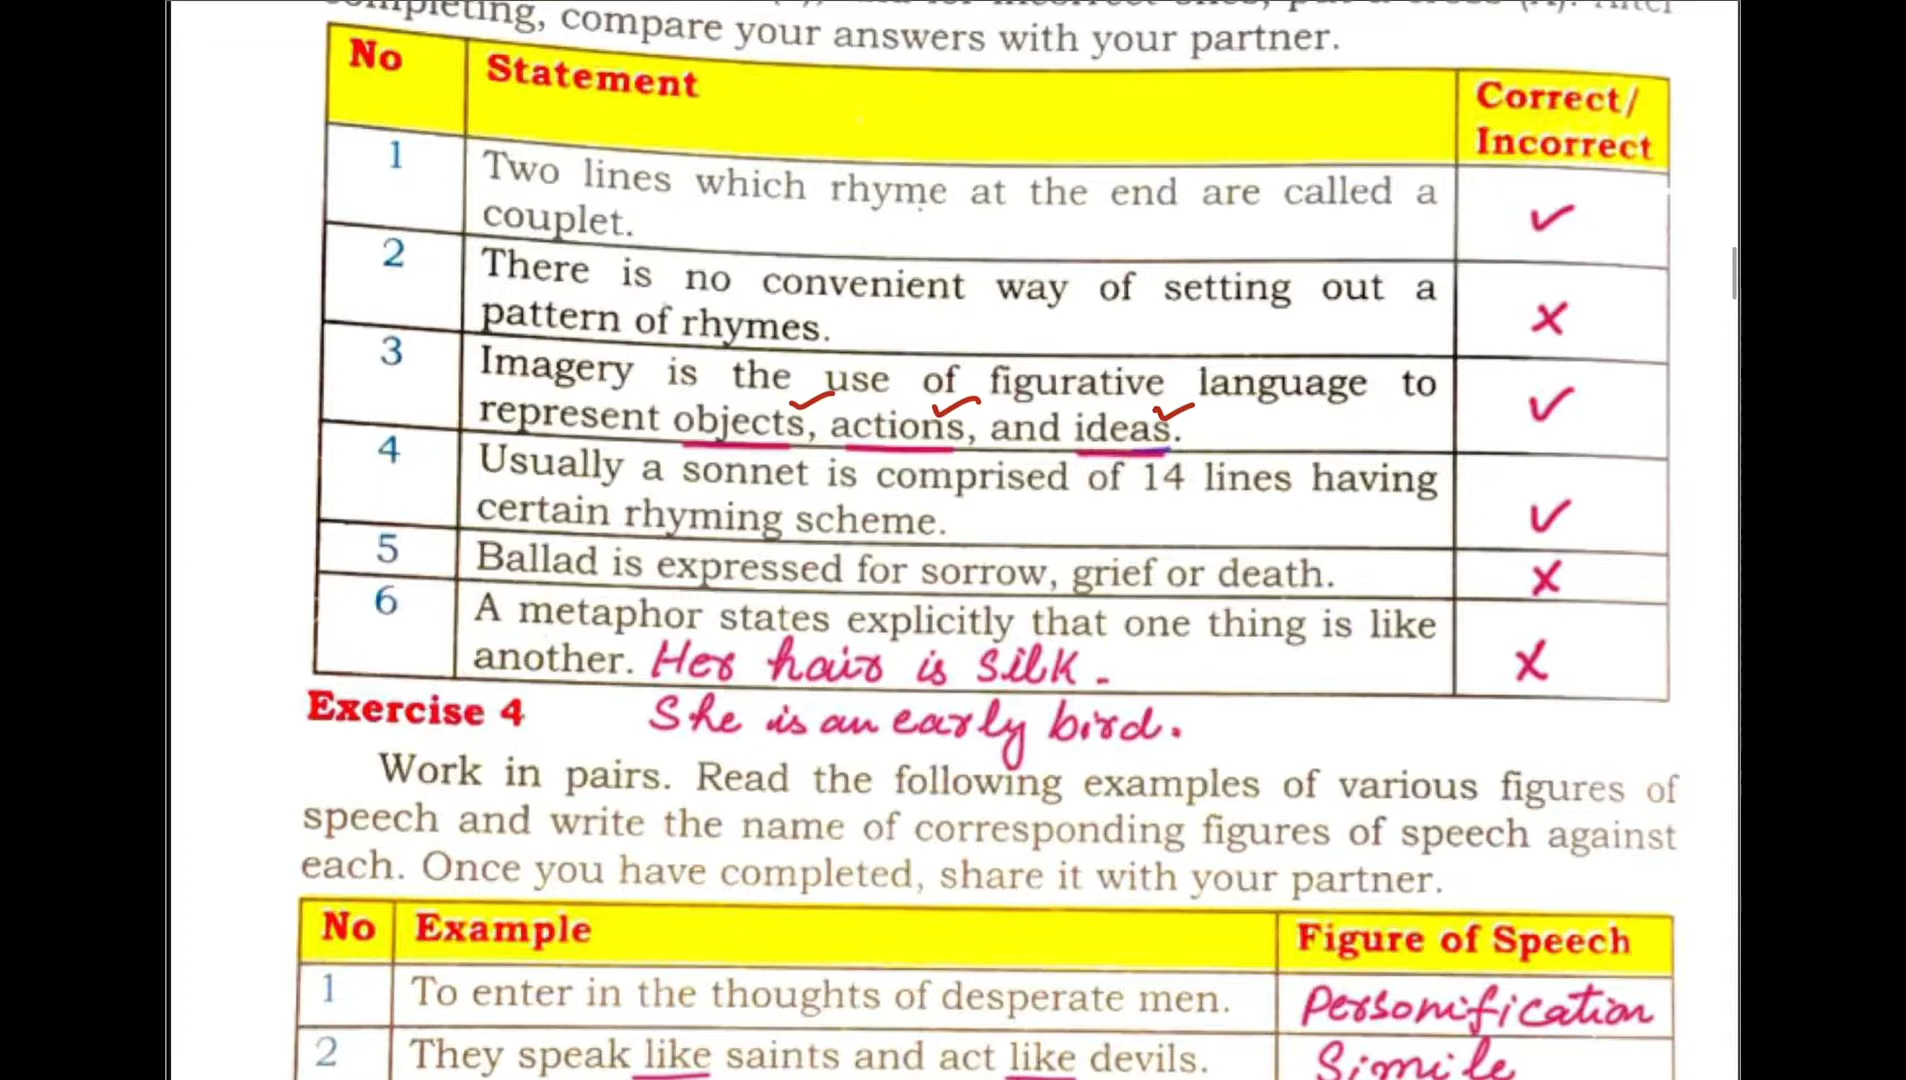 completing, compare your answers with your partner.
No Statement Correct/ Incorrect
1 Two lines which rhyme at the end are called a
couplet. ✓
2 There is no convenient way of setting out a
pattern of rhymes. ✗
3 Imagery is the use of figurative language to
represent objects, actions, and ideas. ✓
4 Usually a sonnet is comprised of 14 lines having
certain rhyming scheme. ✓
5 Ballad is expressed for sorrow, grief or death. ✗
6 A metaphor states explicitly that one thing is like
another. Her hair is silk. ✗
Exercise 4 She is an early bird.
Work in pairs. Read the following examples of various figures of
speech and write the name of corresponding figures of speech against
each. Once you have completed, share it with your partner.
No Example Figure of Speech
1 To enter in the thoughts of desperate men. Personification
2 They speak like saints and act like devils. Simile